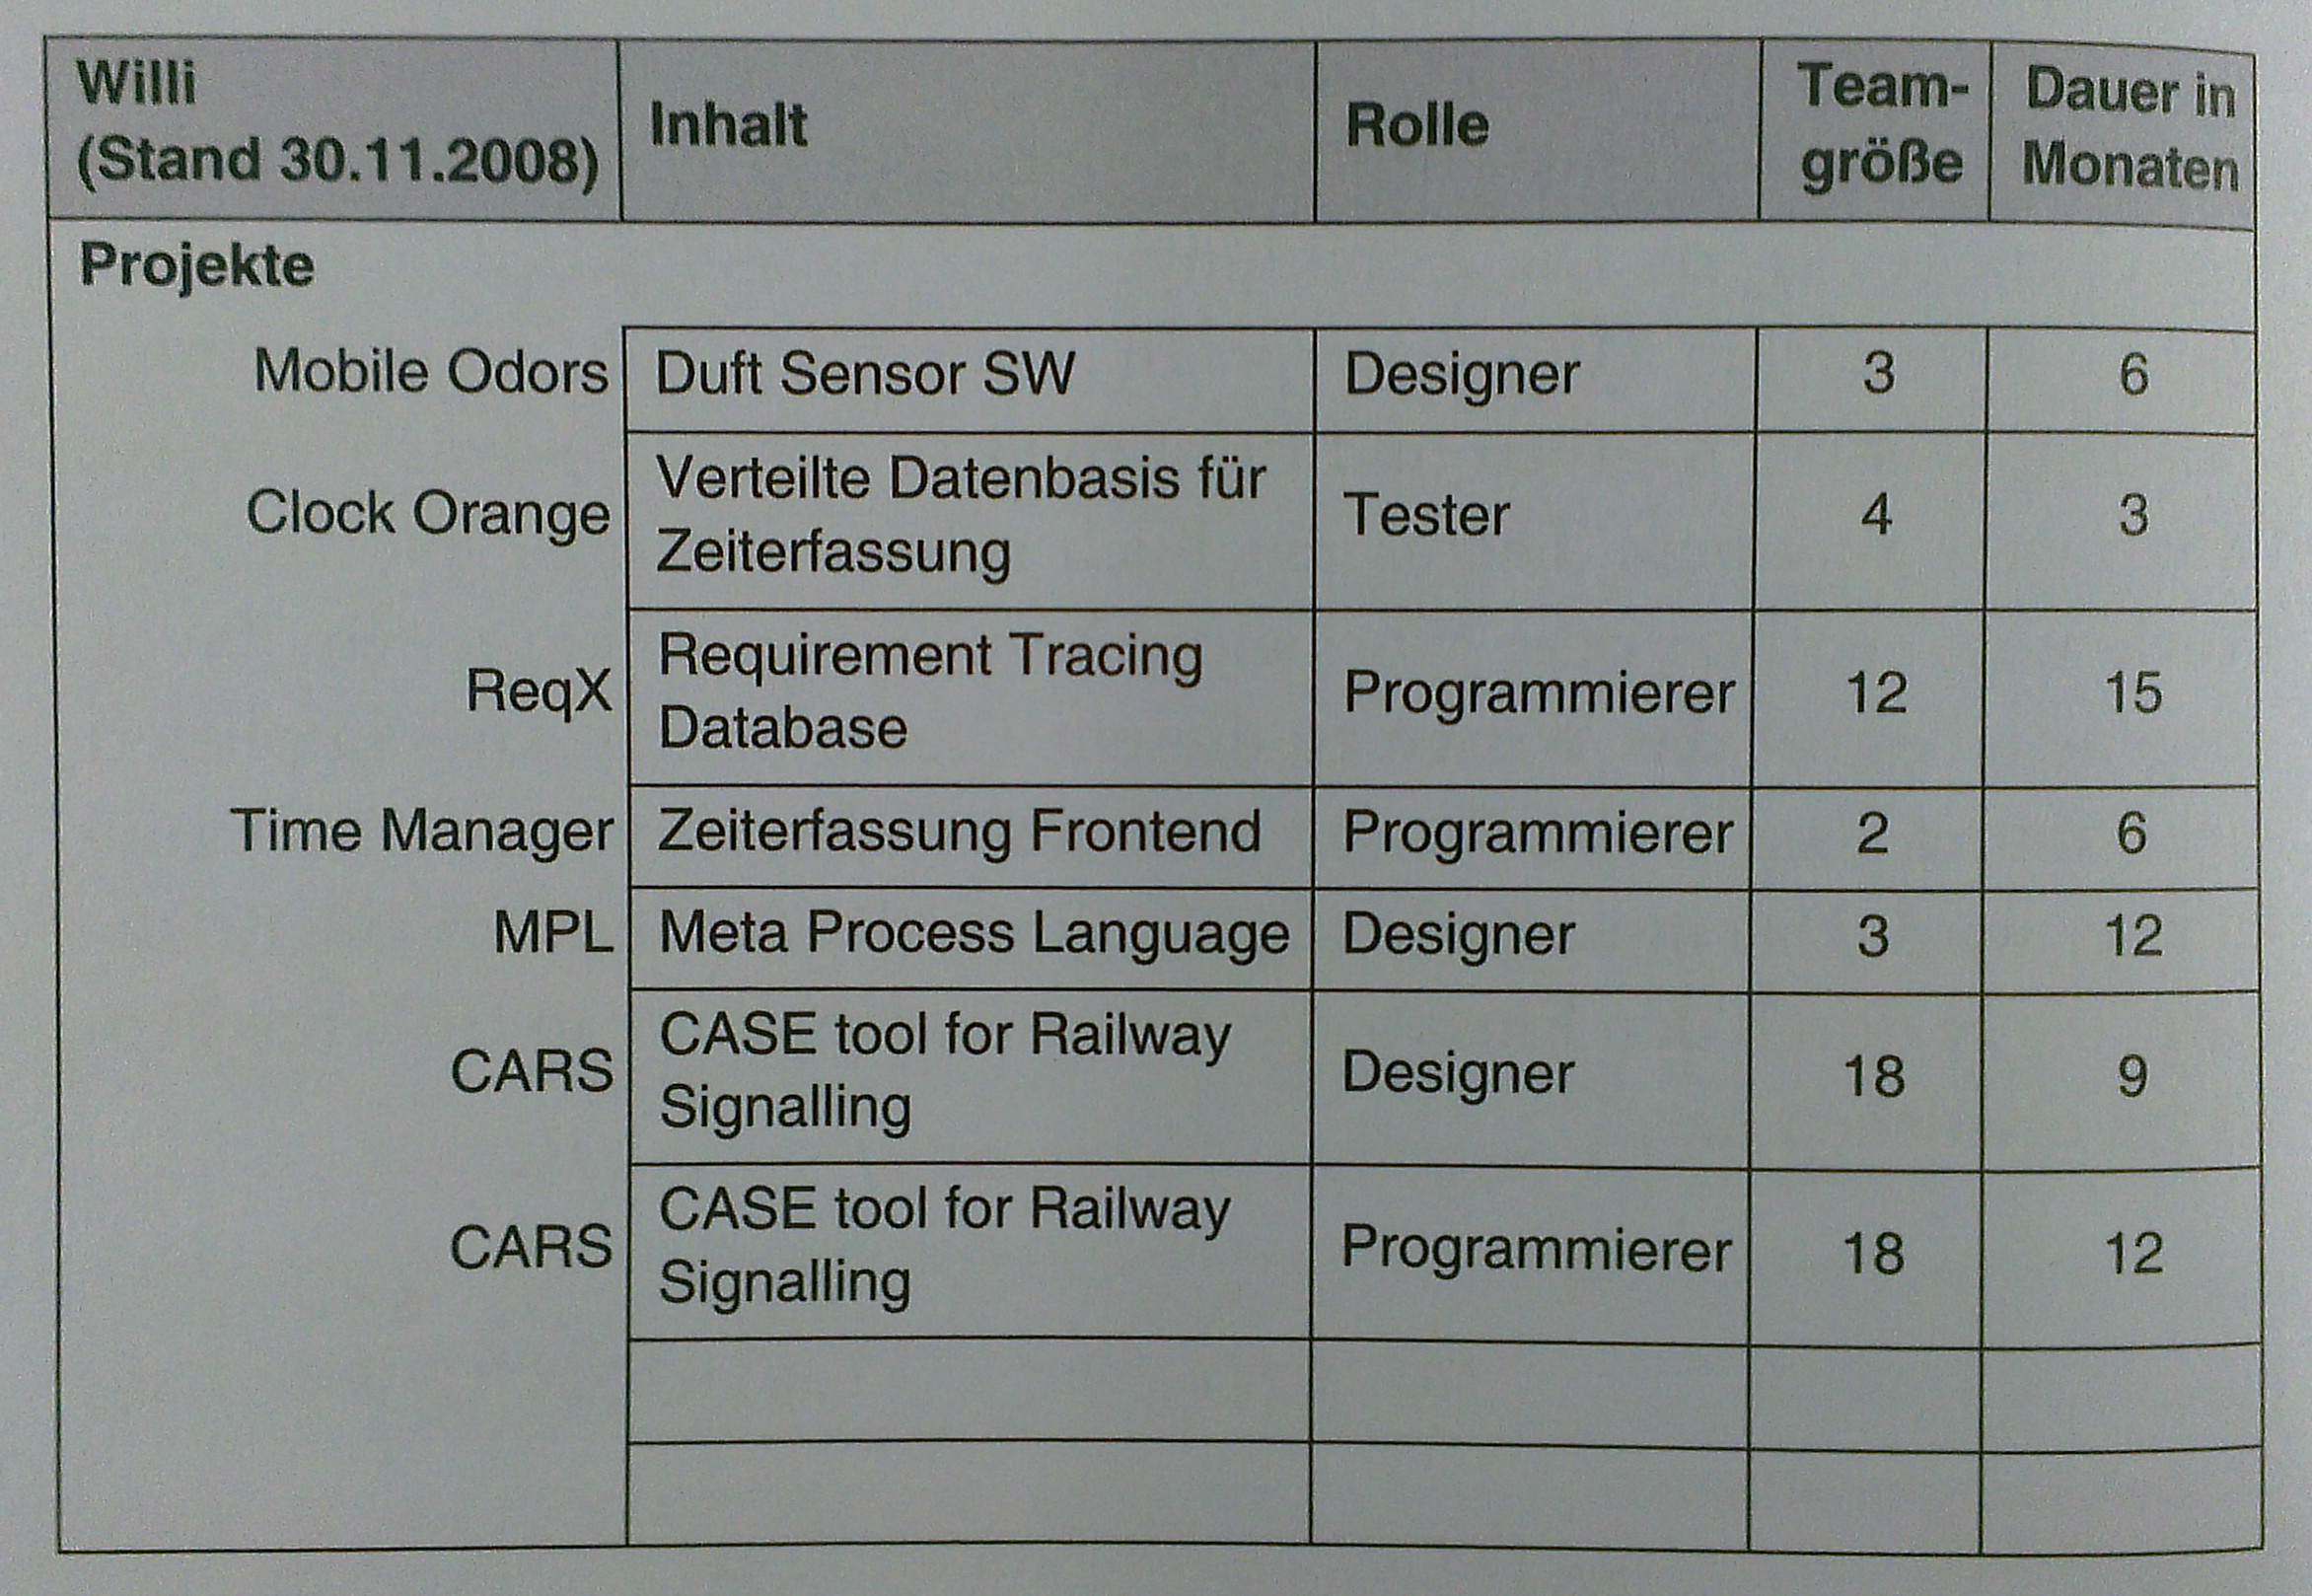 Willi
(Stand 30.11.2008)
Inhalt
Rolle
Team-
größe
Dauer in
Monaten
Projekte
Mobile Odors
Duft Sensor SW
Designer
3
6
Clock Orange
Verteilte Datenbasis für
Zeiterfassung
Tester
4
3
ReqX
Requirement Tracing
Database
Programmierer
12
15
Time Manager
Zeiterfassung Frontend
Programmierer
2
6
MPL
Meta Process Language
Designer
3
12
CARS
CASE tool for Railway
Signalling
Designer
18
9
CARS
CASE tool for Railway
Signalling
Programmierer
18
12